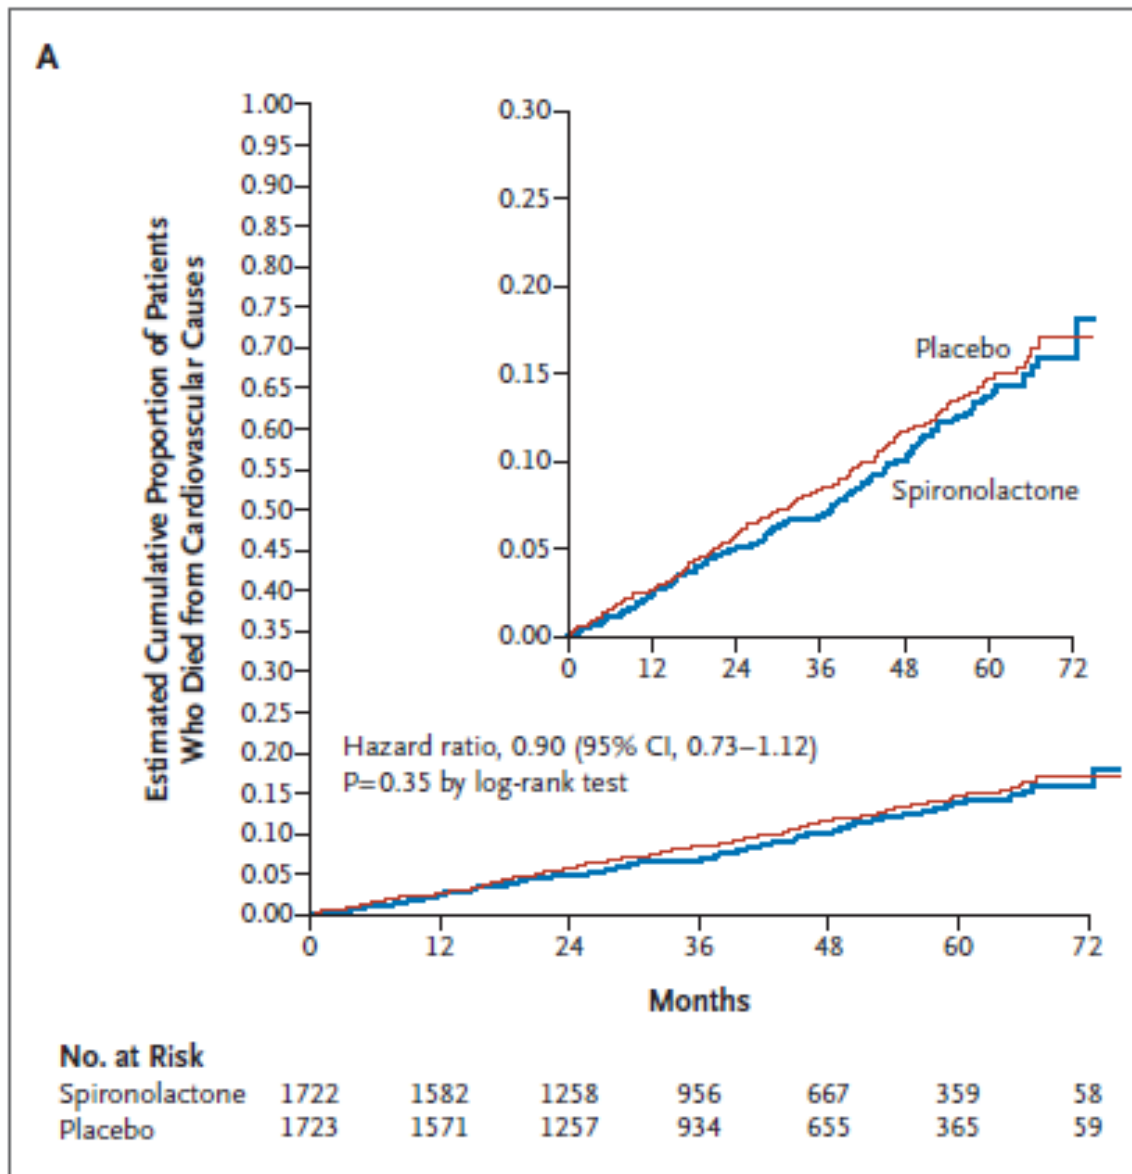 A
1.00
0.95
0.90
0.85
0.80
0.75
0.70
0.65
0.60
0.55
0.50
0.45
0.40
0.35
0.30
0.25
0.20
0.15
0.10
0.05
0.00
0 12 24 36 48 60 72
Estimated Cumulative Proportion of Patients
Who Died from Cardiovascular Causes
0.30
0.25
0.20
0.15
0.10
0.05
0.00
0 12 24 36 48 60 72
Placebo
Spironolactone
Hazard ratio, 0.90 (95% CI, 0.73–1.12)
P=0.35 by log-rank test
Months
No. at Risk
Spironolactone 1722 1582 1258 956 667 359 58
Placebo 1723 1571 1257 934 655 365 59